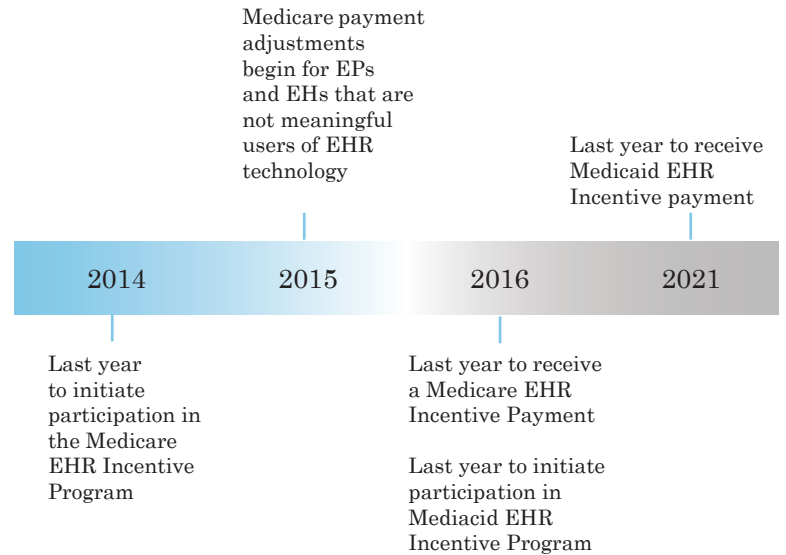 Medicare payment
adjustments
begin for EPs
and EHs that are
not meaningful
users of EHR
technology
Last year to receive
Medicaid EHR
Incentive payment
2014
2015
2016
2021
Last year
to initiate
participation in
the Medicare
EHR Incentive
Program
Last year to receive
a Medicare EHR
Incentive Payment
Last year to initiate
participation in
Mediacid EHR
Incentive Program